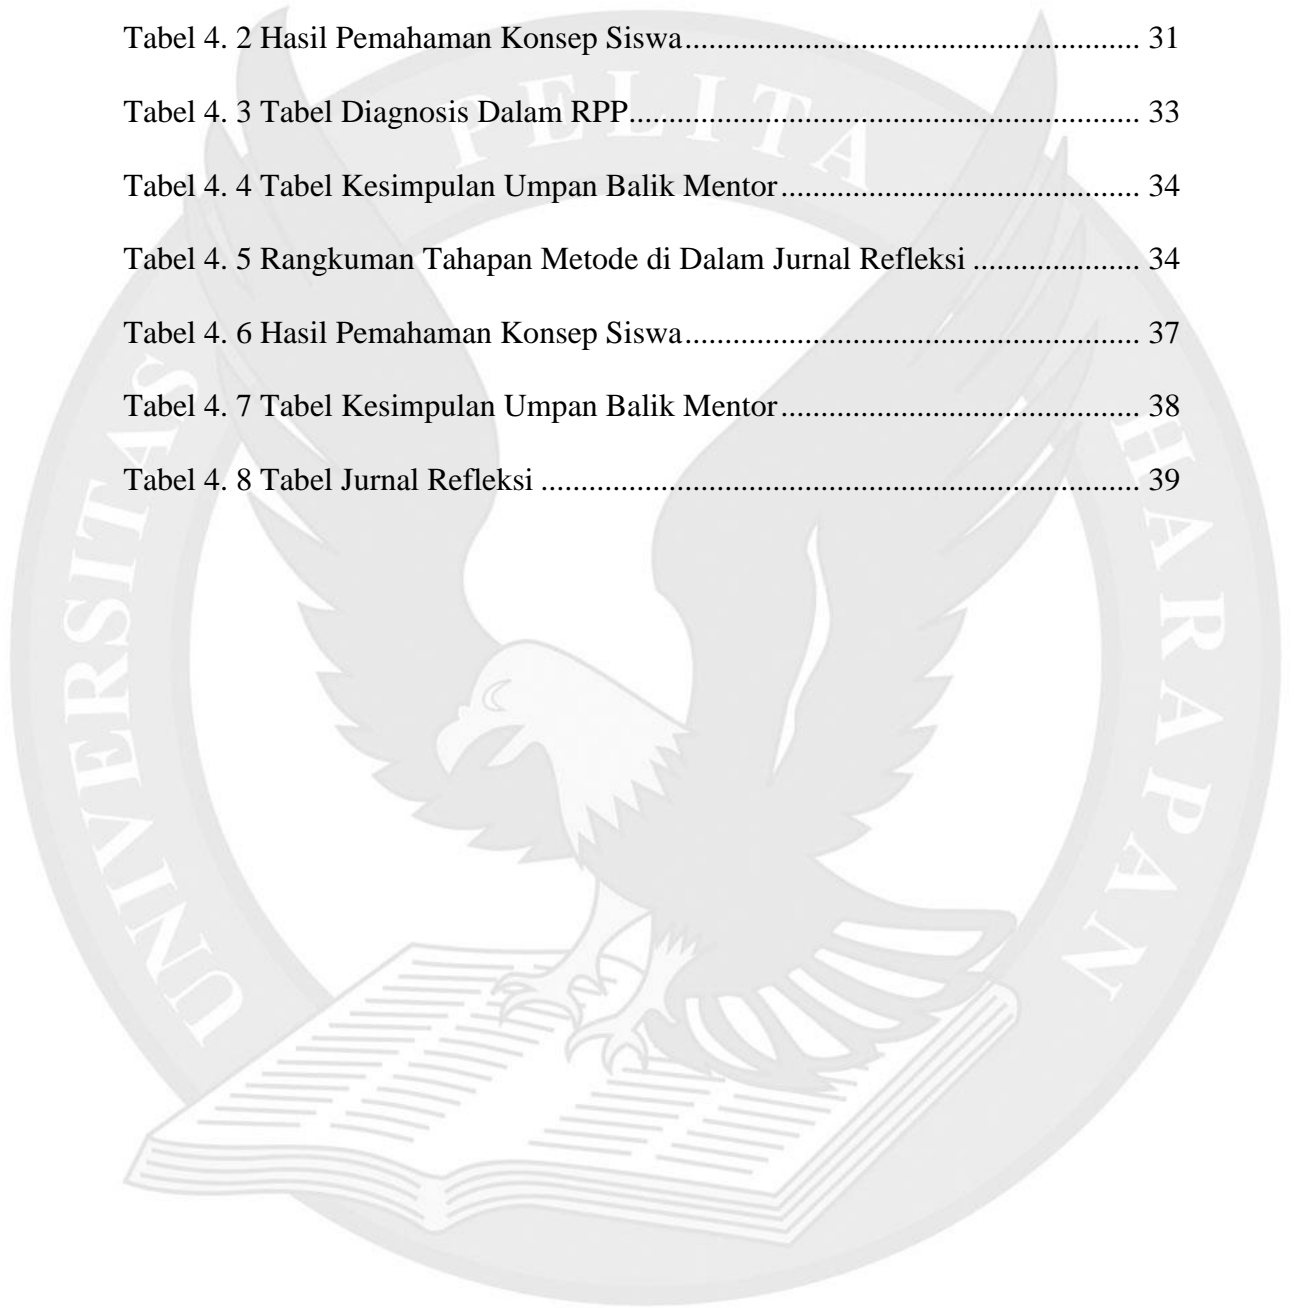 Tabel 4. 2 Hasil Pemahaman Konsep Siswa.......................................................... 31
Tabel 4. 3 Tabel Diagnosis Dalam RPP................................................................. 33
Tabel 4. 4 Tabel Kesimpulan Umpan Balik Mentor.............................................. 34
Tabel 4. 5 Rangkuman Tahapan Metode di Dalam Jurnal Refleksi ..................... 34
Tabel 4. 6 Hasil Pemahaman Konsep Siswa.......................................................... 37
Tabel 4. 7 Tabel Kesimpulan Umpan Balik Mentor.............................................. 38
Tabel 4. 8 Tabel Jurnal Refleksi ............................................................................ 39
UNIVERSITAS PELITA HARAPAN